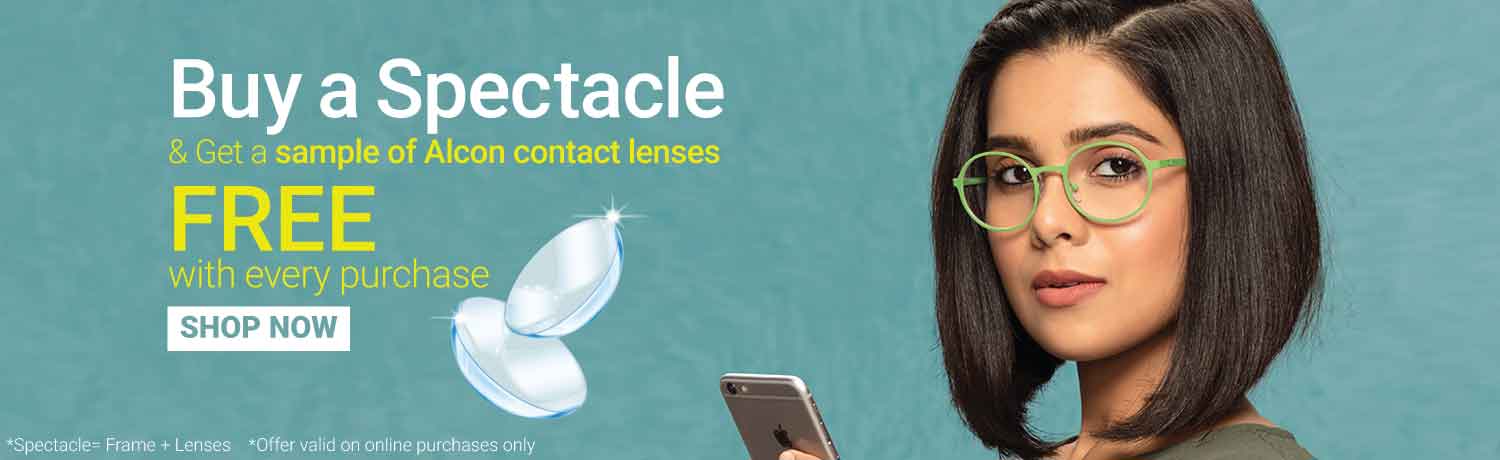 Buy a Spectacle
& Get a sample of Alcon contact lenses
FREE
with every purchase
SHOP NOW
*Spectacle= Frame + Lenses *Offer valid on online purchases only